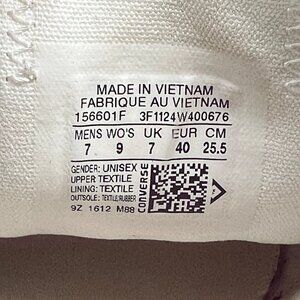 MADE IN VIETNAM
FABRIQUE AU VIETNAM
156601F 3F1124W400676
MENS WO'S UK EUR CM
7 9 7 40 25.5
GENDER: UNISEX
UPPER TEXTILE
LINING: TEXTILE
OUTSOLE: TEXTILE/RUBBER
9Z 1612 M88
CONVERSE